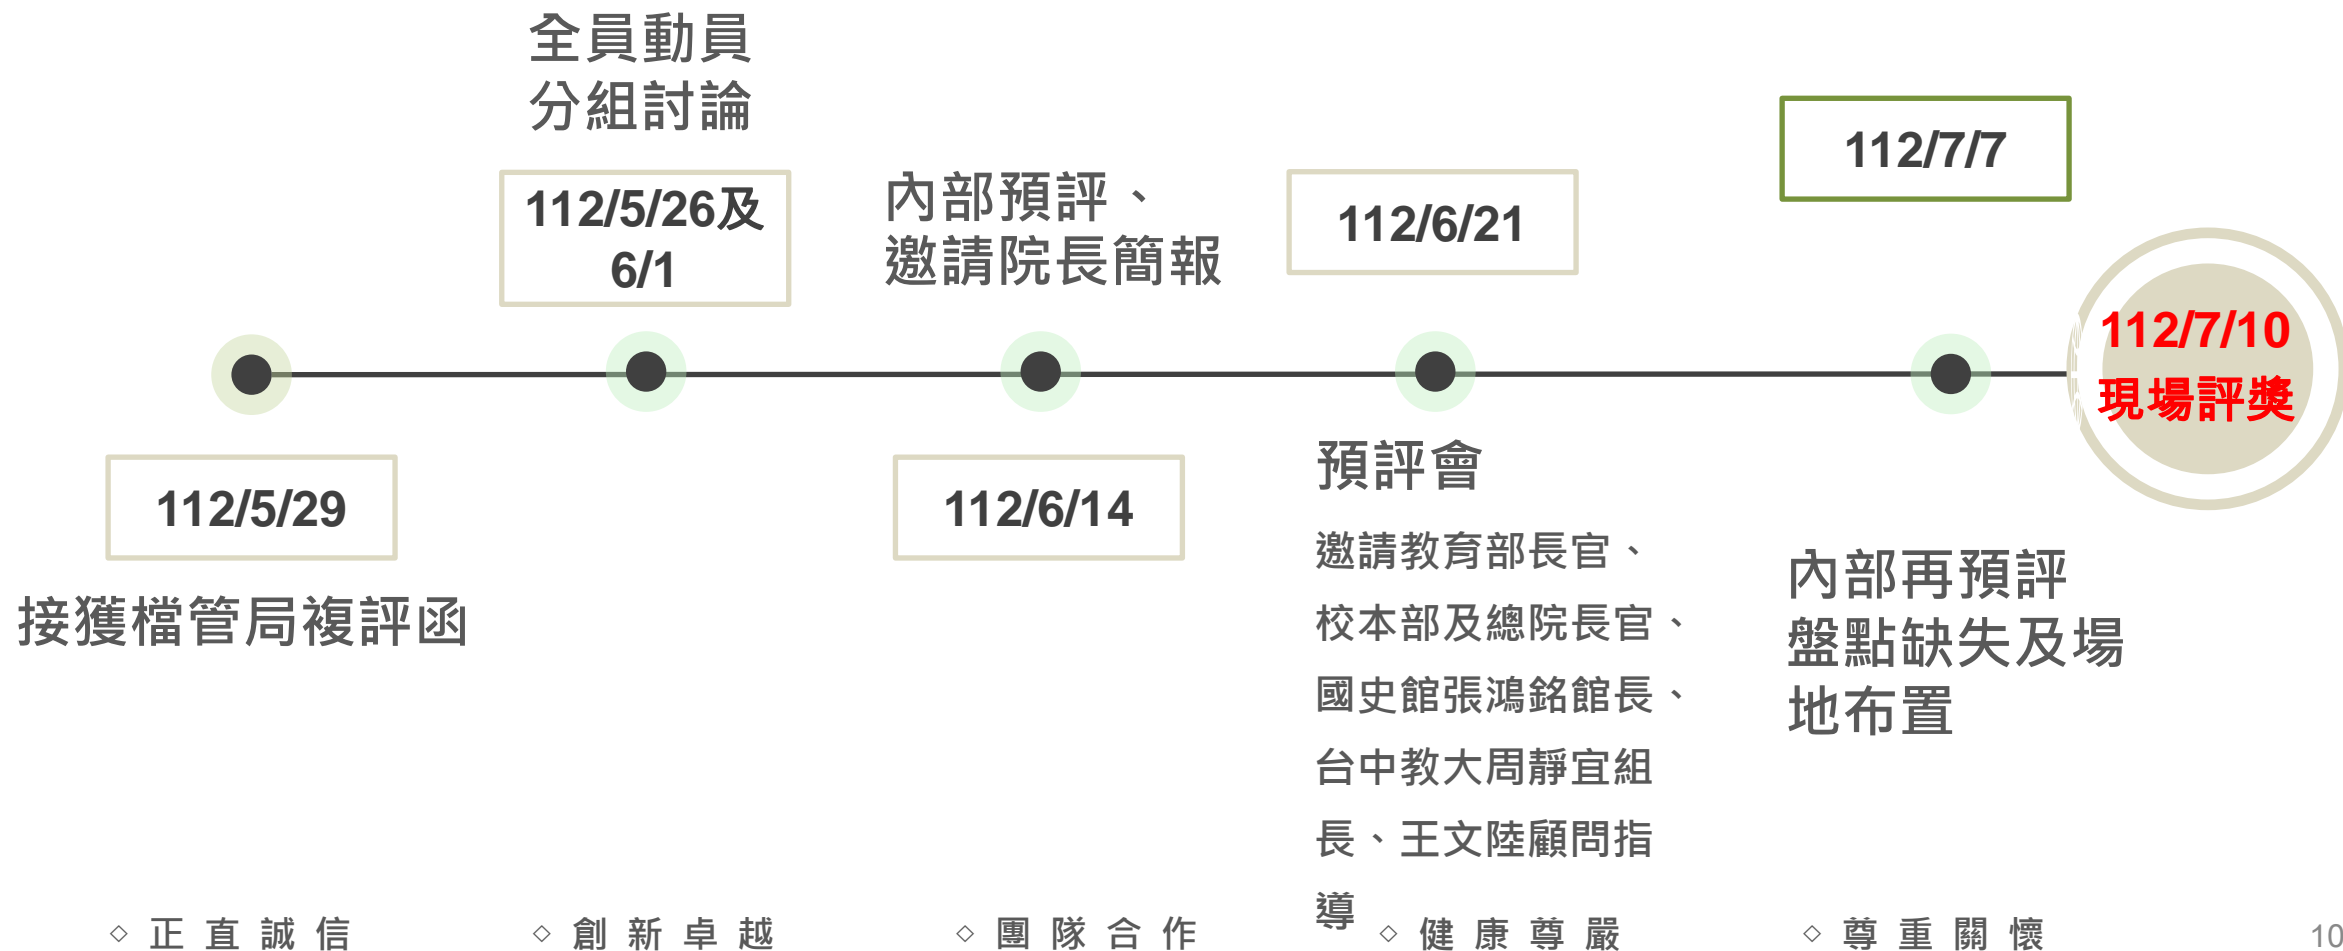 全員動員
分組討論
112/5/26及
6/1
內部預評、
邀請院長簡報
112/6/21
112/7/7
112/7/10
現場評獎
112/5/29
接獲檔管局複評函
112/6/14
預評會
邀請教育部長官、
校本部及總院長官、
國史館張鴻銘館長、
台中教大周靜宜組
長、王文陸顧問指
導
內部再預評
盤點缺失及場
地布置
◇ 正直誠信
◇ 創新卓越
◇ 團隊合作
◇ 健康尊嚴
◇ 尊重關懷
10